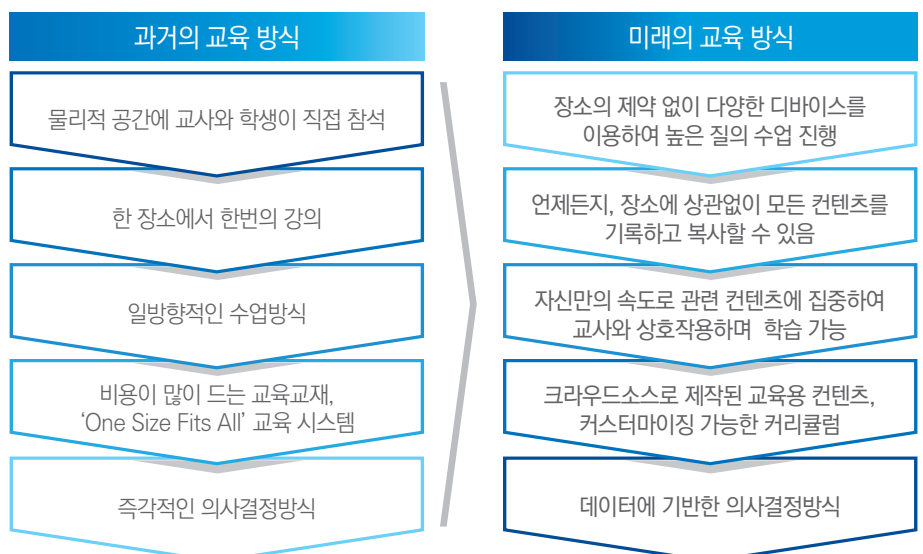 과거의 교육 방식
물리적 공간에 교사와 학생이 직접 참석
한 장소에서 한번의 강의
일방향적인 수업방식
비용이 많이 드는 교육교재,
‘One Size Fits All’ 교육 시스템
즉각적인 의사결정방식
미래의 교육 방식
장소의 제약 없이 다양한 디바이스를
이용하여 높은 질의 수업 진행
언제든지, 장소에 상관없이 모든 컨텐츠를
기록하고 복사할 수 있음
자신만의 속도로 관련 컨텐츠에 집중하여
교사와 상호작용하며 학습 가능
크라우드소스로 제작된 교육용 컨텐츠,
커스터마이징 가능한 커리큘럼
데이터에 기반한 의사결정방식